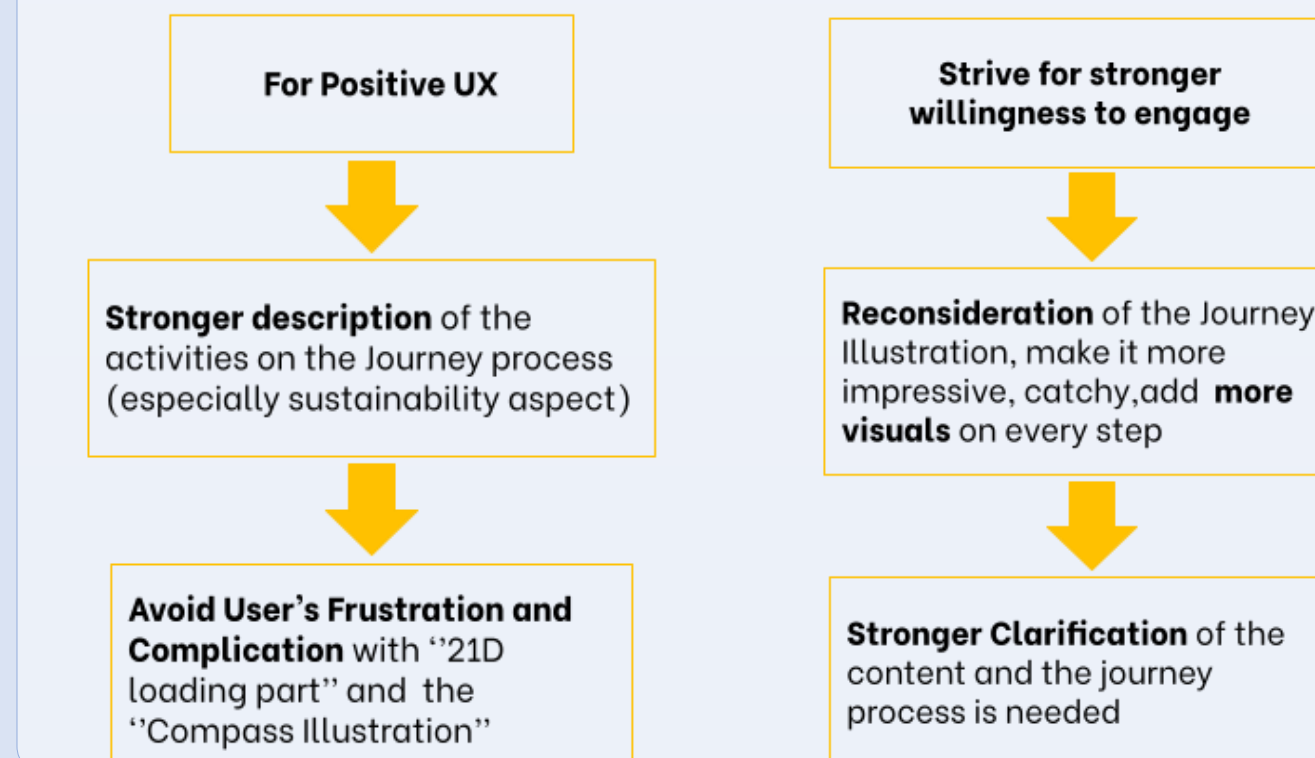 For Positive UX
Stronger description of the
activities on the Journey process
(especially sustainability aspect)
Avoid User’s Frustration and
Complication with ‘’21D
loading part’’ and  the
‘’Compass Illustration’’
Strive for stronger
willingness to engage
Reconsideration of the Journey
Illustration, make it more
impressive, catchy,add  more
visuals on every step
Stronger Clarification of the
content and the journey
process is needed